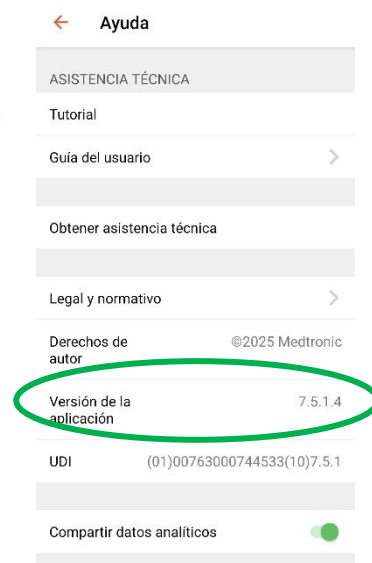 Ayuda
ASISTENCIA TÉCNICA
Tutorial
Guía del usuario
Obtener asistencia técnica
Legal y normativo
Derechos de autor ©2025 Medtronic
Versión de la aplicación 7.5.1.4
UDI (01)00763000744533(10)7.5.1
Compartir datos analíticos